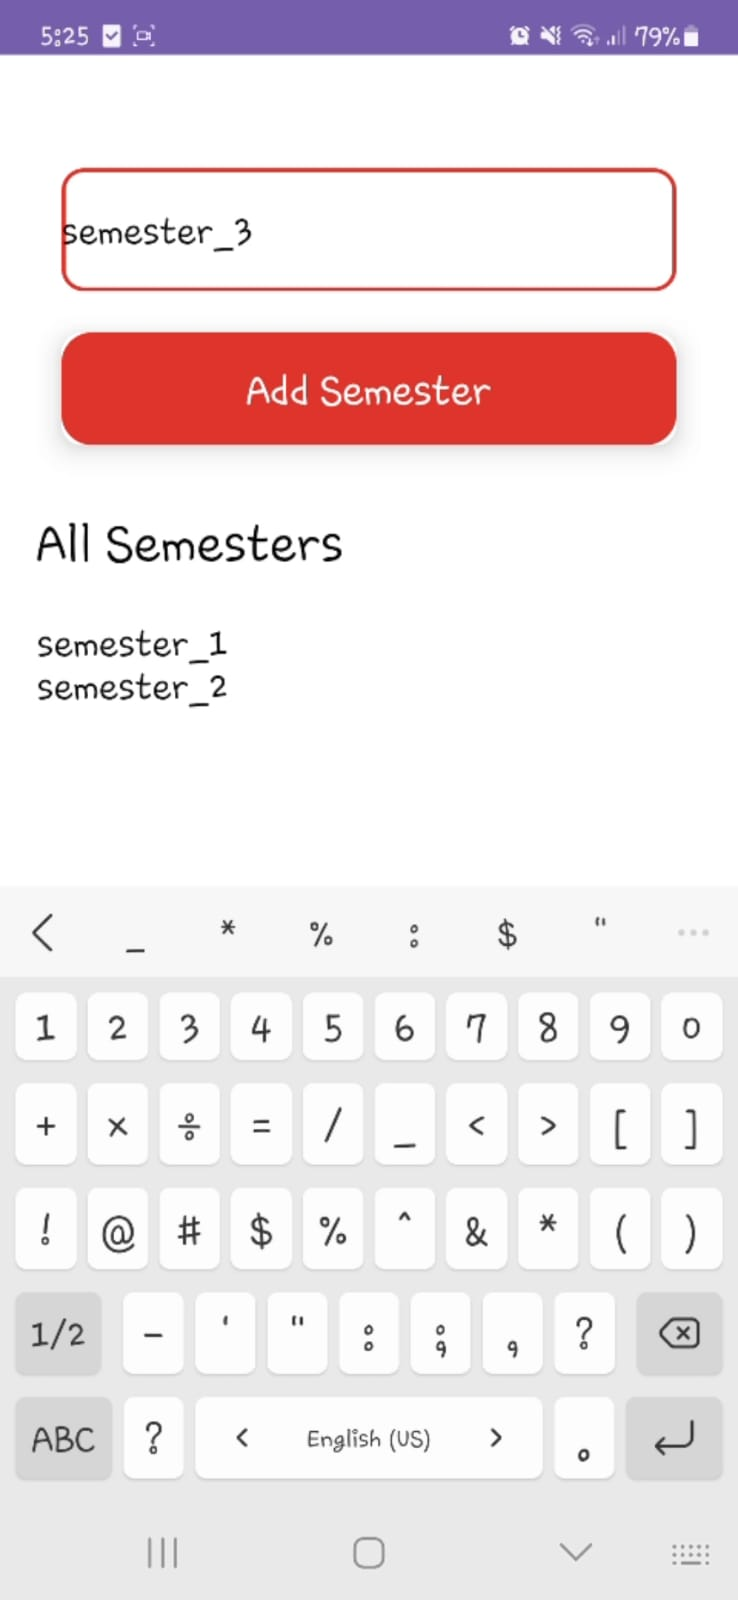 5:25 79%
semester_3
Add Semester
All Semesters
semester_1
semester_2
_ * % : $ " ...
1 2 3 4 5 6 7 8 9 0
+ × ÷ = / _ < > [ ]
! @ # $ % ^ & * ( )
1/2 - ' " : ; , ?
ABC ? < English (US) > .